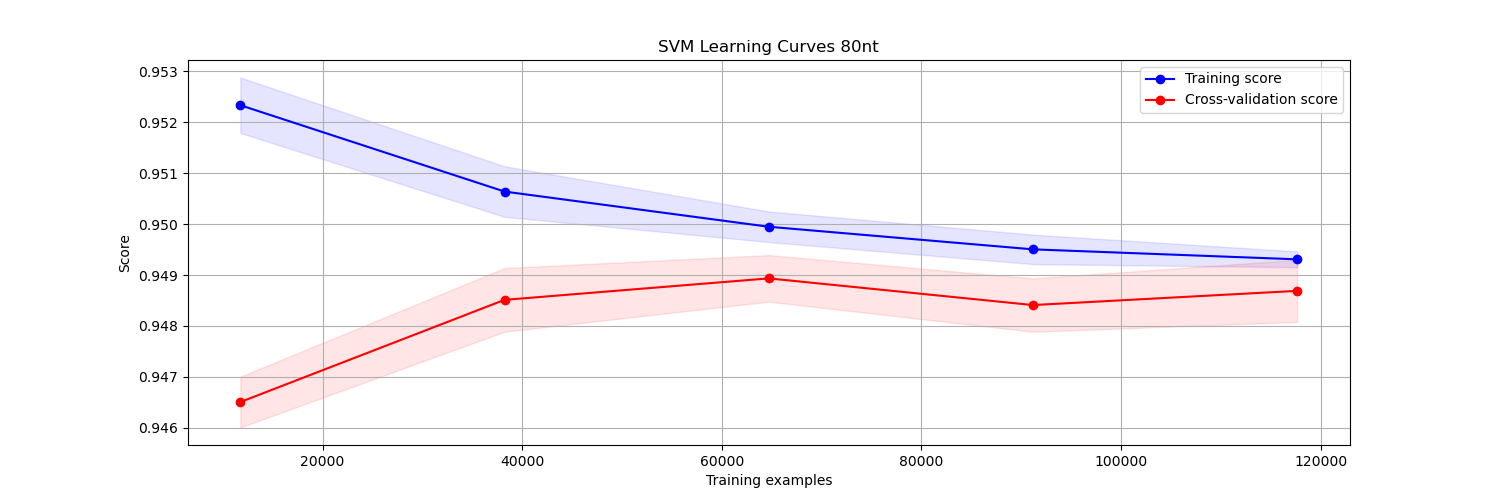 SVM Learning Curves 80nt
Training score
Cross-validation score
Score
0.953
0.952
0.951
0.950
0.949
0.948
0.947
0.946
20000
40000
60000
80000
100000
120000
Training examples